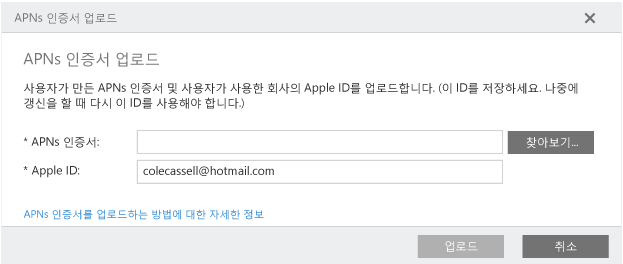 APNs 인증서 업로드
APNs 인증서 업로드
사용자가 만든 APNs 인증서 및 사용자가 사용한 회사의 Apple ID를 업로드합니다. (이 ID를 저장하세요. 나중에
갱신을 할 때 다시 이 ID를 사용해야 합니다.)
* APNs 인증서: 찾아보기...
* Apple ID: colecassell@hotmail.com
APNs 인증서를 업로드하는 방법에 대한 자세한 정보
업로드 취소